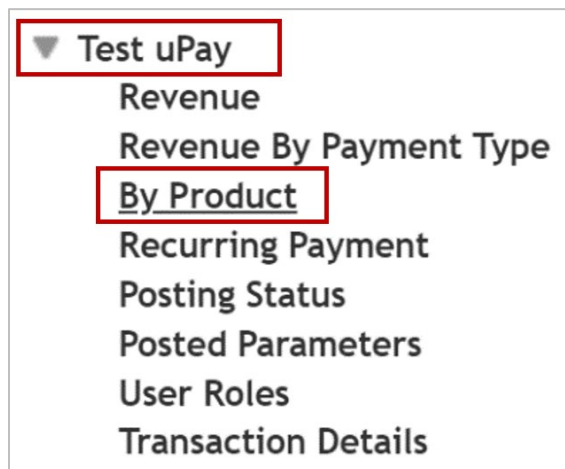 Test uPay
Revenue
Revenue By Payment Type
By Product
Recurring Payment
Posting Status
Posted Parameters
User Roles
Transaction Details